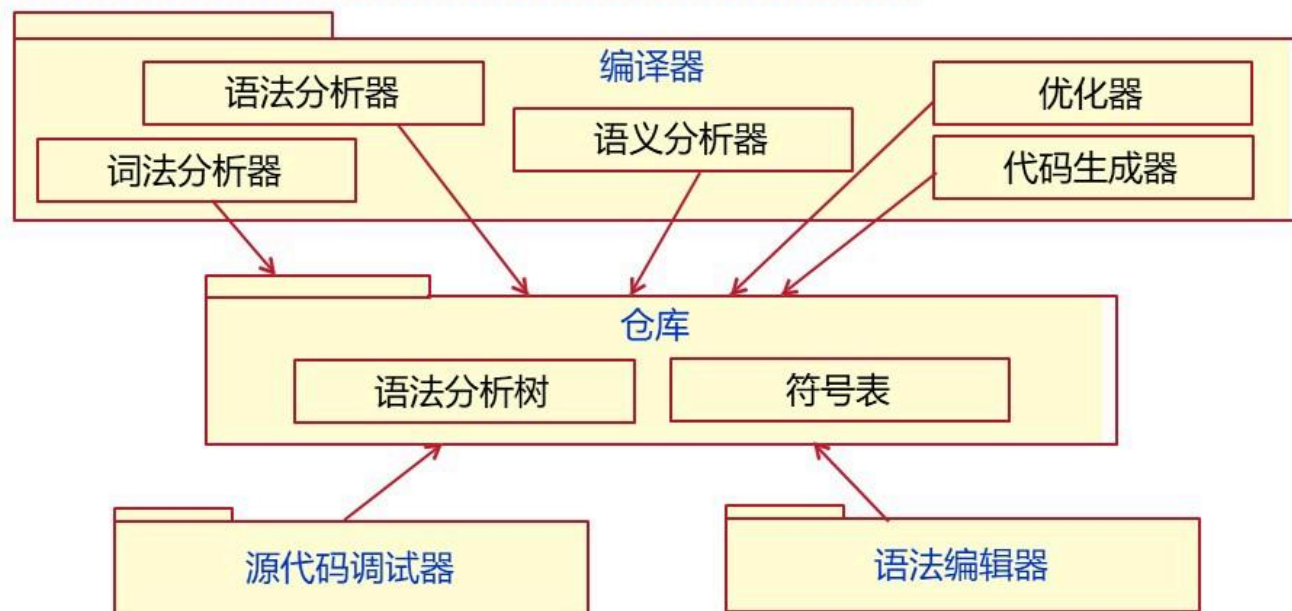 编译器
语法分析器
优化器
语义分析器
词法分析器
代码生成器
仓库
语法分析树
符号表
源代码调试器
语法编辑器